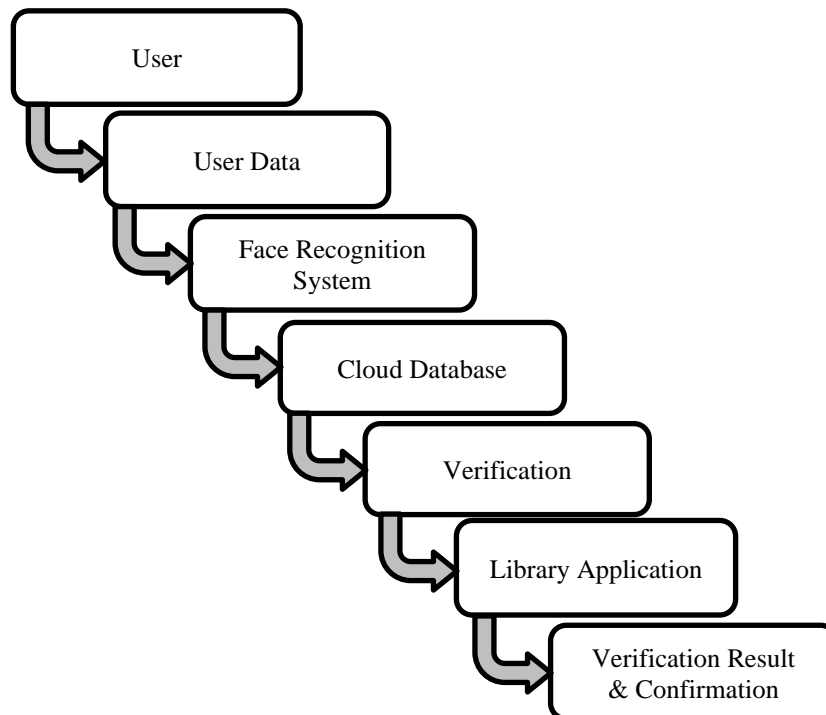 User
User Data
Face Recognition
System
Cloud Database
Verification
Library Application
Verification Result
& Confirmation